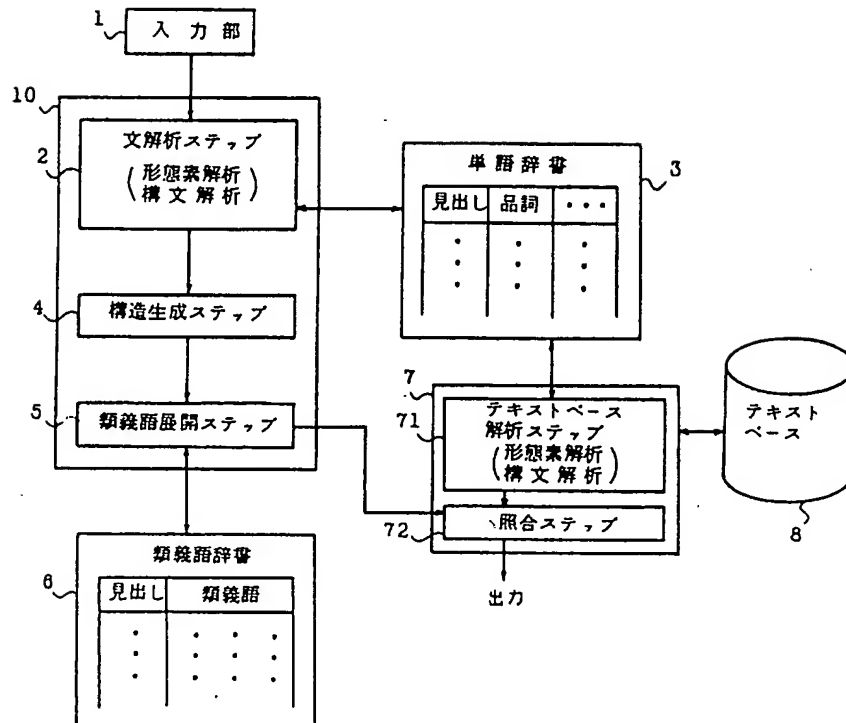 1
入力部
10
2
文解析ステップ
(形態素解析
構文解析)
単語辞書
3
見出し 品詞 ・・・
4
構造生成ステップ
5
類義語展開ステップ
7
71
テキストベース
解析ステップ
(形態素解析
構文解析)
72
照合ステップ
出力
テキスト
ベース
8
6
類義語辞書
見出し 類義語